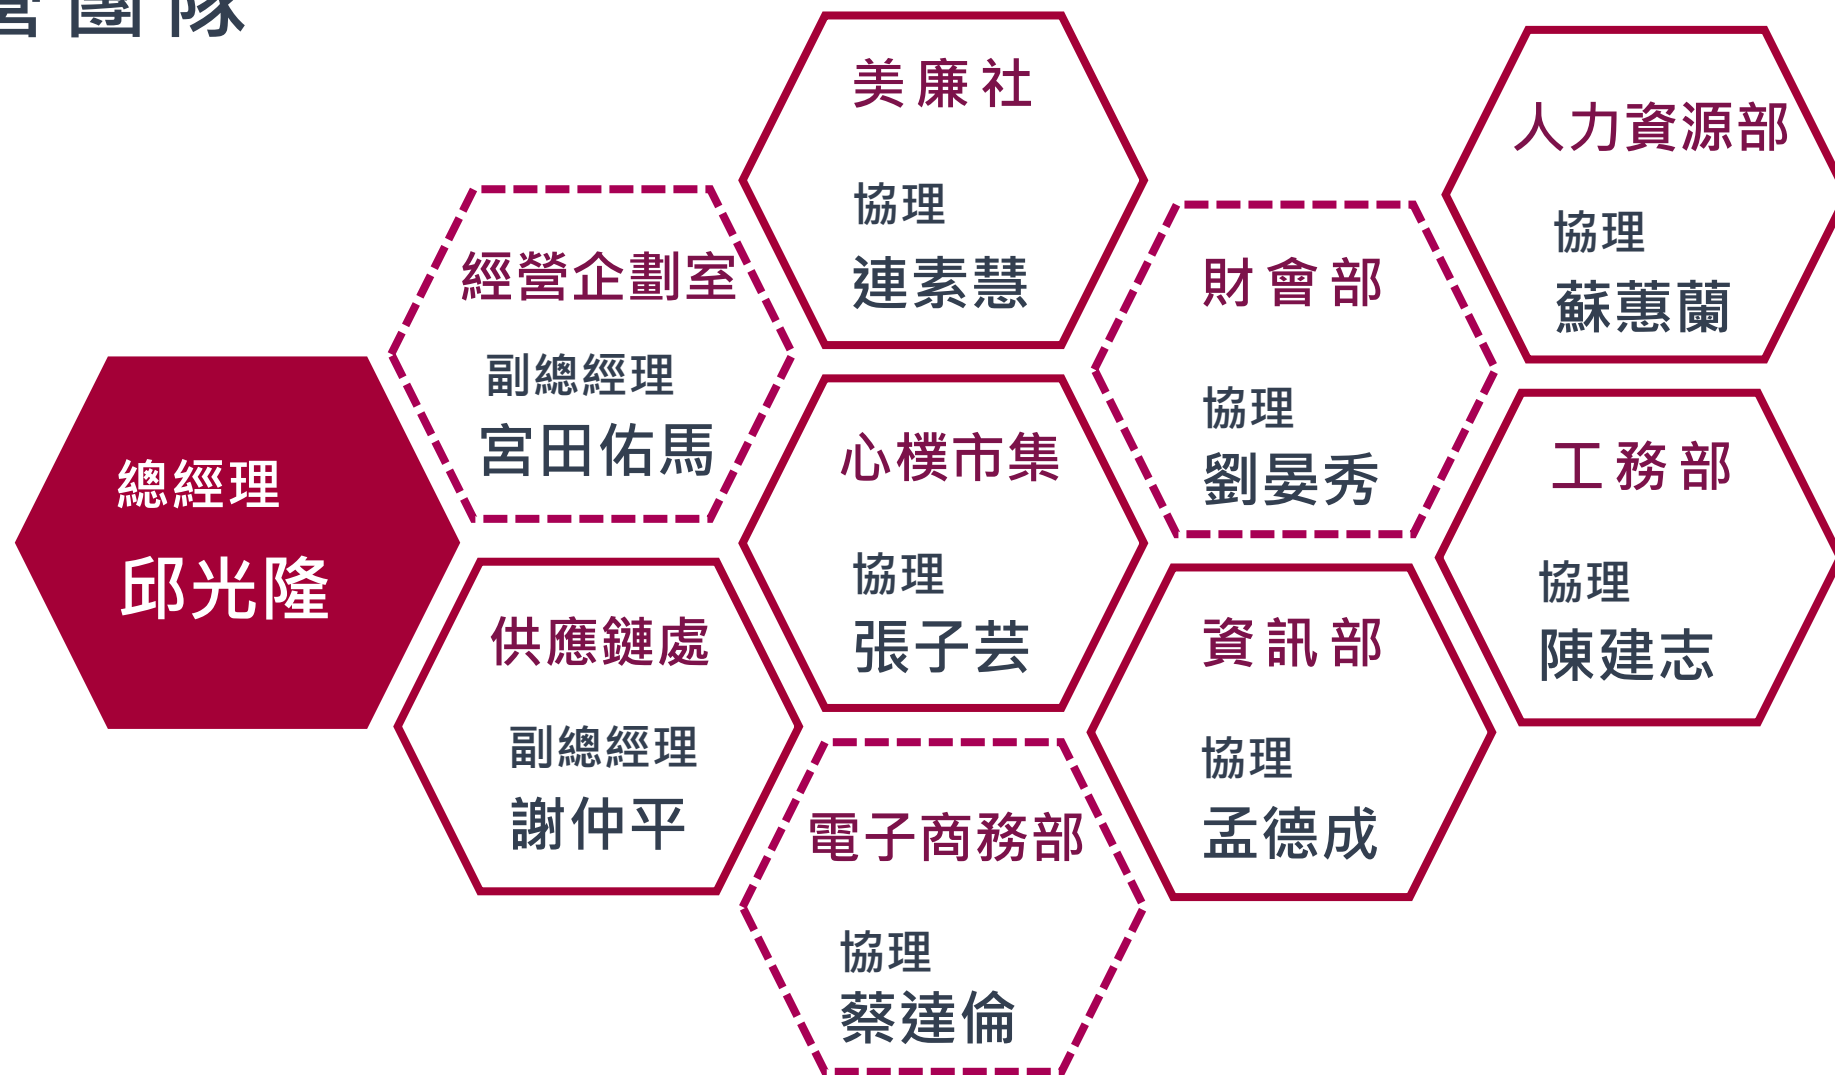 營團隊
總經理
邱光隆
經營企劃室
副總經理
宮田佑馬
供應鏈處
副總經理
謝仲平
美廉社
協理
連素慧
心樸市集
協理
張子芸
電子商務部
協理
蔡達倫
財會部
協理
劉晏秀
資訊部
協理
孟德成
人力資源部
協理
蘇蕙蘭
工務部
協理
陳建志